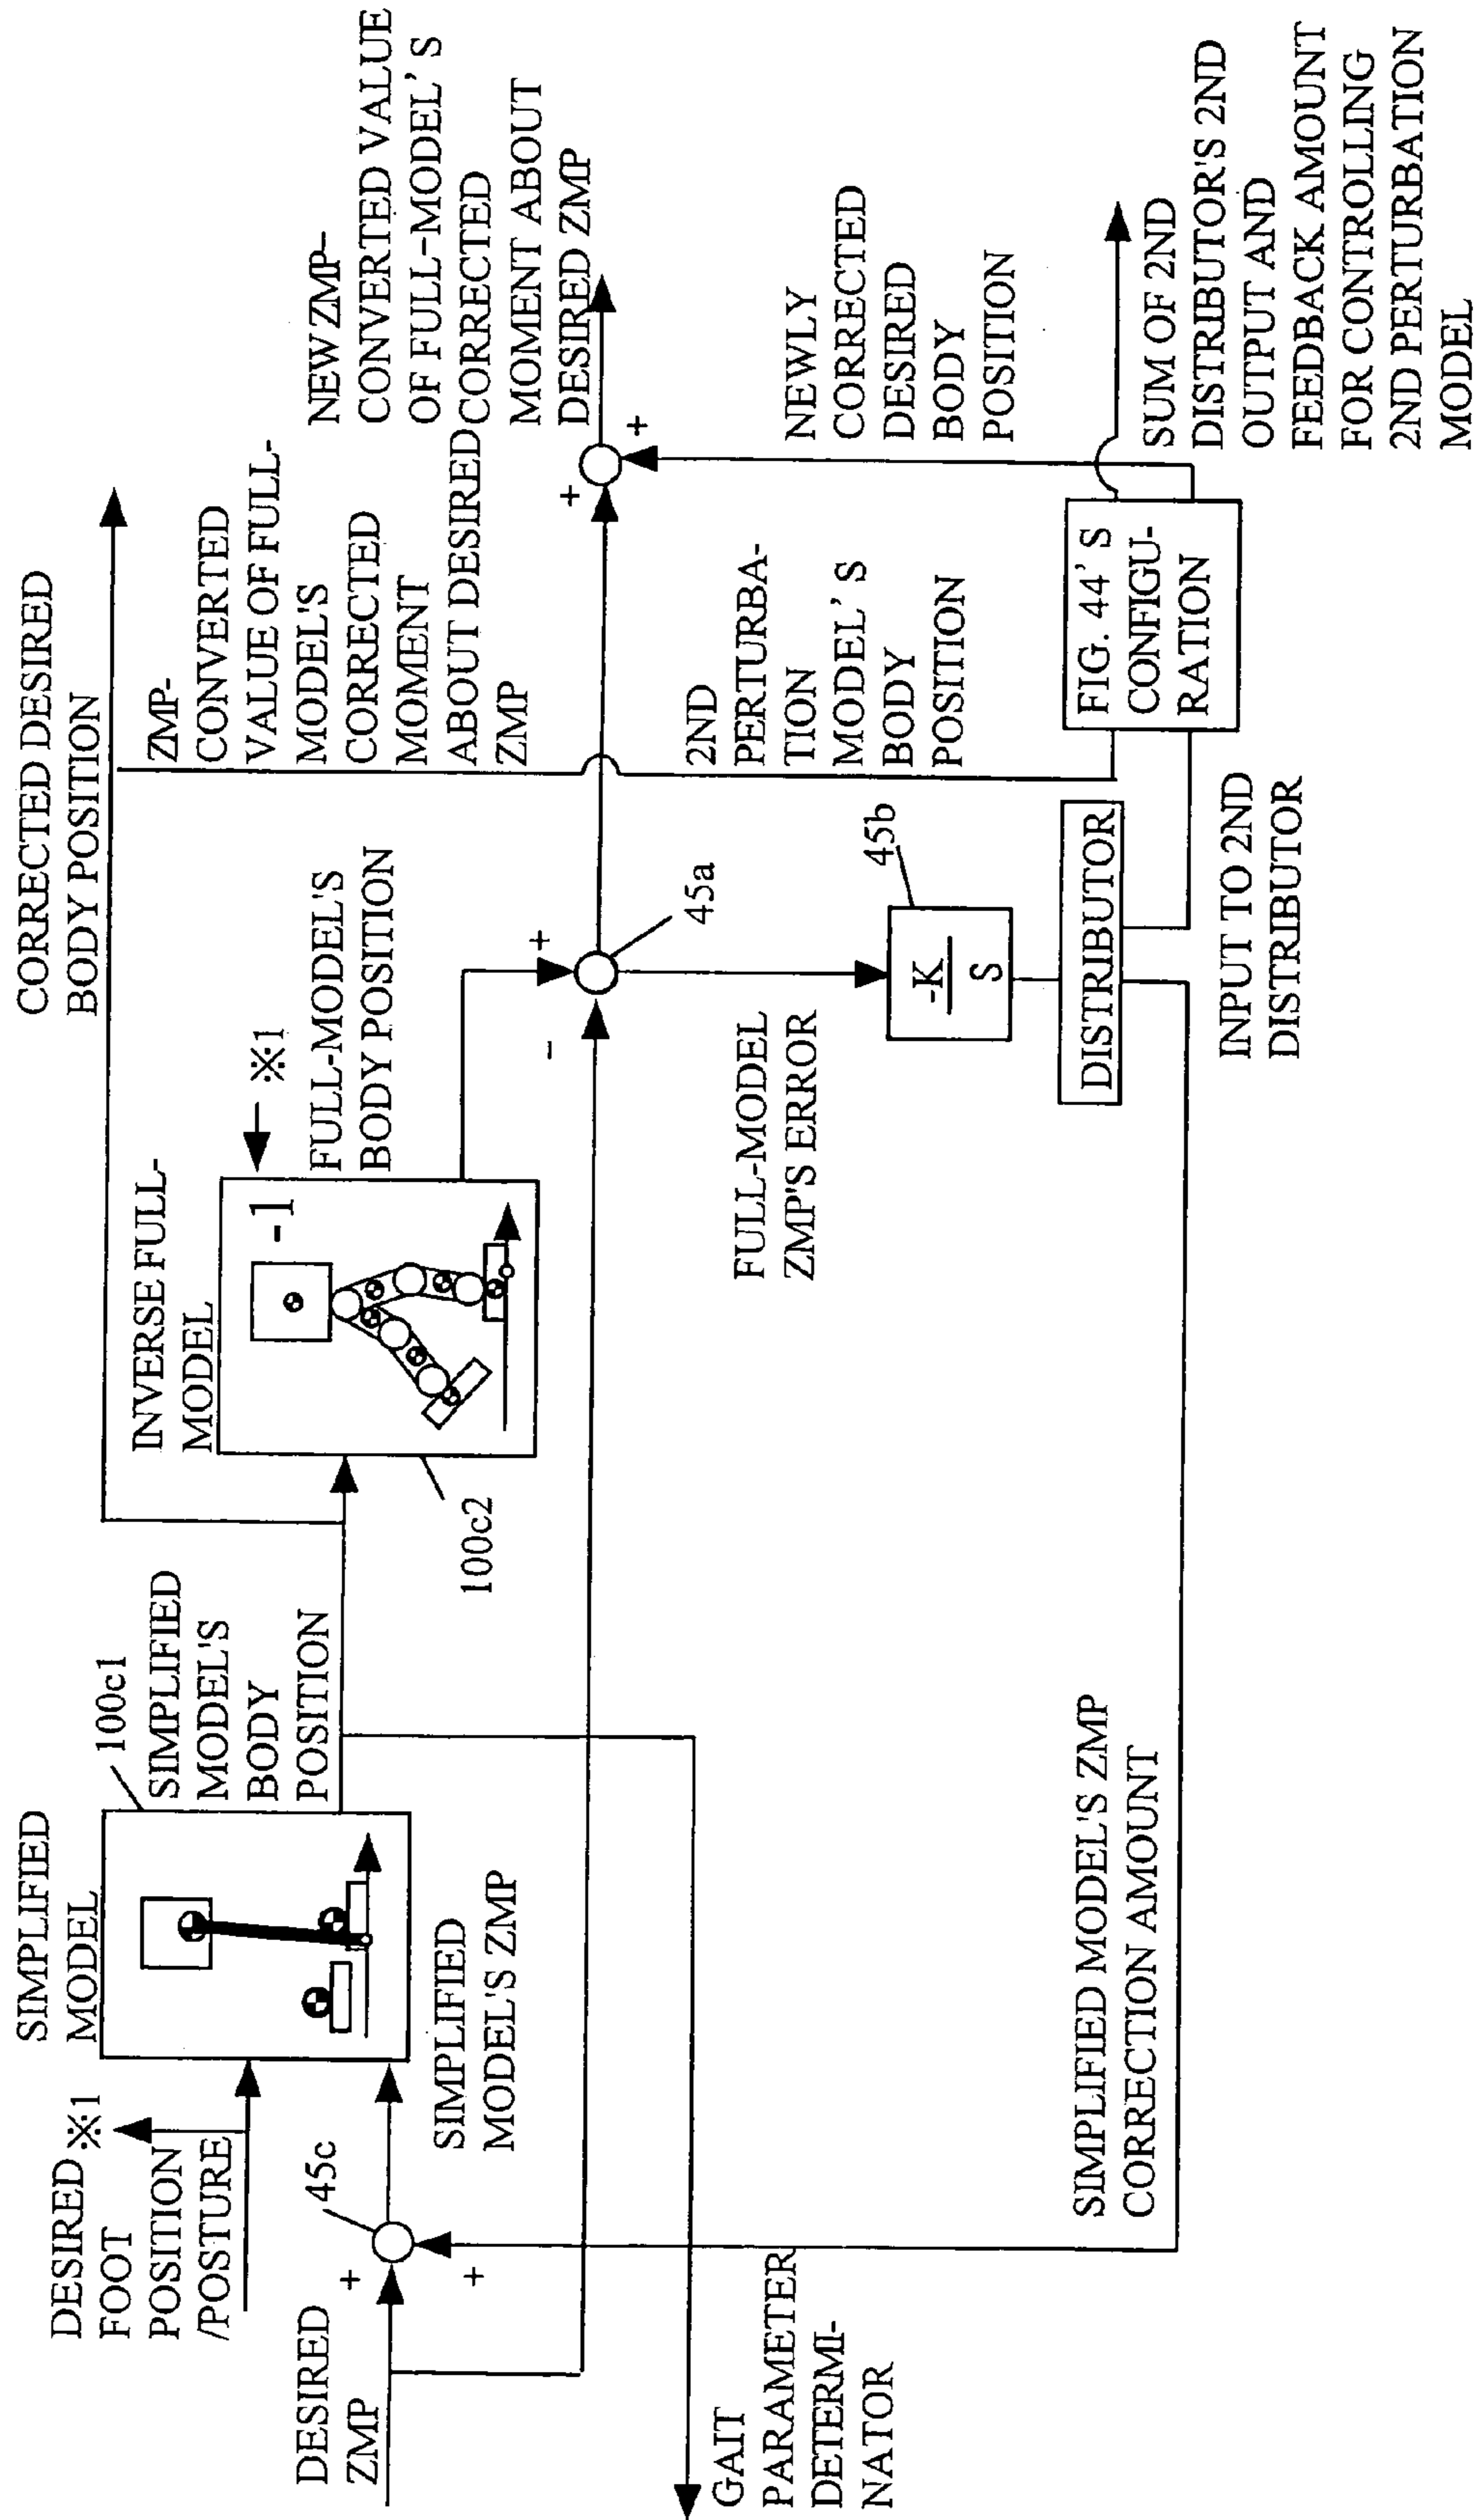 CORRECTED DESIRED
BODY POSITION
SIMPLIFIED
MODEL
100c1
SIMPLIFIED
MODEL'S
BODY
POSITION
INVERSE FULL-
MODEL
-1
※1
100c2
FULL-MODEL'S
BODY POSITION
ZMP-
CONVERTED
VALUE OF FULL-
MODEL'S
CORRECTED
MOMENT
ABOUT DESIRED
ZMP
NEW ZMP-
CONVERTED VALUE
OF FULL-MODEL'S
CORRECTED
MOMENT ABOUT
DESIRED ZMP
DESIRED
FOOT
POSITION
/POSTURE
※1
DESIRED
ZMP
45c
+
+
SIMPLIFIED
MODEL'S ZMP
+
-
45a
+
+
FULL-MODEL
ZMP'S ERROR
45b
-K
S
DISTRIBUTOR
2ND
PERTURBA-
TION
MODEL'S
BODY
POSITION
NEWLY
CORRECTED
DESIRED
BODY
POSITION
GAIT
PARAMETER
DETERMI-
NATOR
SIMPLIFIED MODEL'S ZMP
CORRECTION AMOUNT
INPUT TO 2ND
DISTRIBUTOR
FIG. 44'S
CONFIGU-
RATION
SUM OF 2ND
DISTRIBUTOR'S 2ND
OUTPUT AND
FEEDBACK AMOUNT
FOR CONTROLLING
2ND PERTURBATION
MODEL